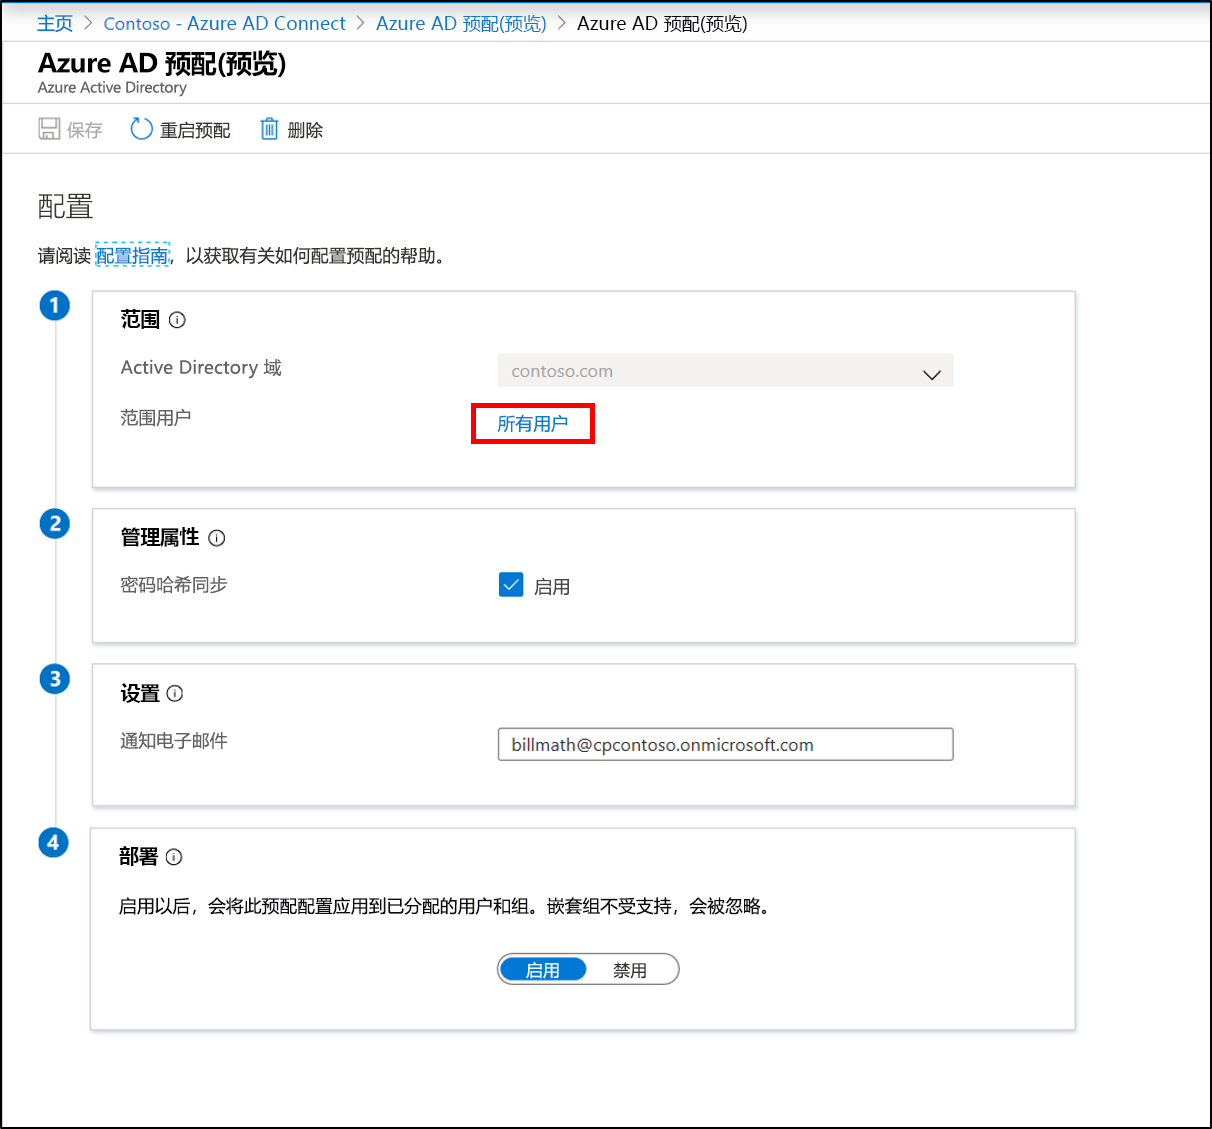 主页 > Contoso - Azure AD Connect > Azure AD 预配(预览) > Azure AD 预配(预览)
Azure AD 预配(预览)
Azure Active Directory
保存 重启预配 删除
配置
请阅读 配置指南，以获取有关如何配置预配的帮助。
1 范围
Active Directory 域 contoso.com
范围用户 所有用户
2 管理属性
密码哈希同步 启用
3 设置
通知电子邮件 billmath@cpcontoso.onmicrosoft.com
4 部署
启用以后，会将此预配配置应用到已分配的用户和组。嵌套组不受支持，会被忽略。
启用 禁用